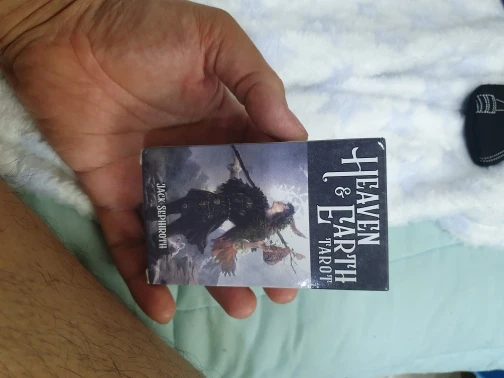 HEAVEN
& EARTH
TAROT
JACK SEPHIROTH